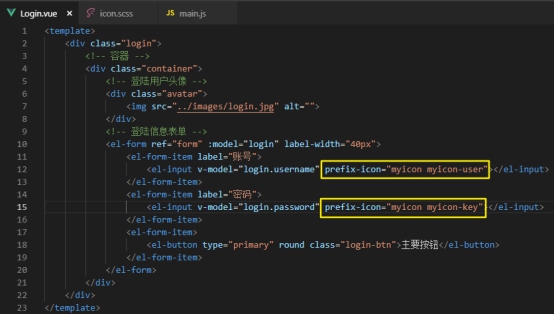 Login.vue × icon.scss JS main.js
1 <template>
2 <div class="login">
3 <!-- 容器 -->
4 <div class="container">
5 <!-- 登陆用户头像 -->
6 <div class="avatar">
7 <img src="../images/login.jpg" alt="">
8 </div>
9 <!-- 登陆信息表单 -->
10 <el-form ref="form" :model="login" label-width="40px">
11 <el-form-item label="账号">
12 <el-input v-model="login.username" prefix-icon="myicon myicon-user"></el-input>
13 </el-form-item>
14 <el-form-item label="密码">
15 <el-input v-model="login.password" prefix-icon="myicon myicon-key"></el-input>
16 </el-form-item>
17 <el-form-item>
18 <el-button type="primary" round class="login-btn">主要按钮</el-button>
19 </el-form-item>
20 </el-form>
21 </div>
22 </div>
23 </template>